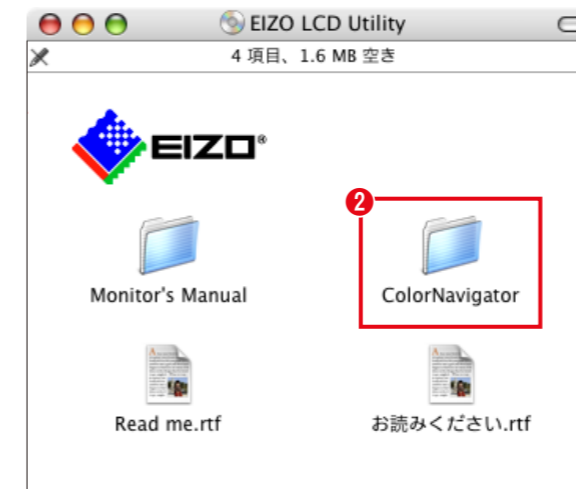 EIZO LCD Utility
4 項目、1.6 MB 空き
EIZO®
2
Monitor's Manual
ColorNavigator
Read me.rtf
お読みください.rtf